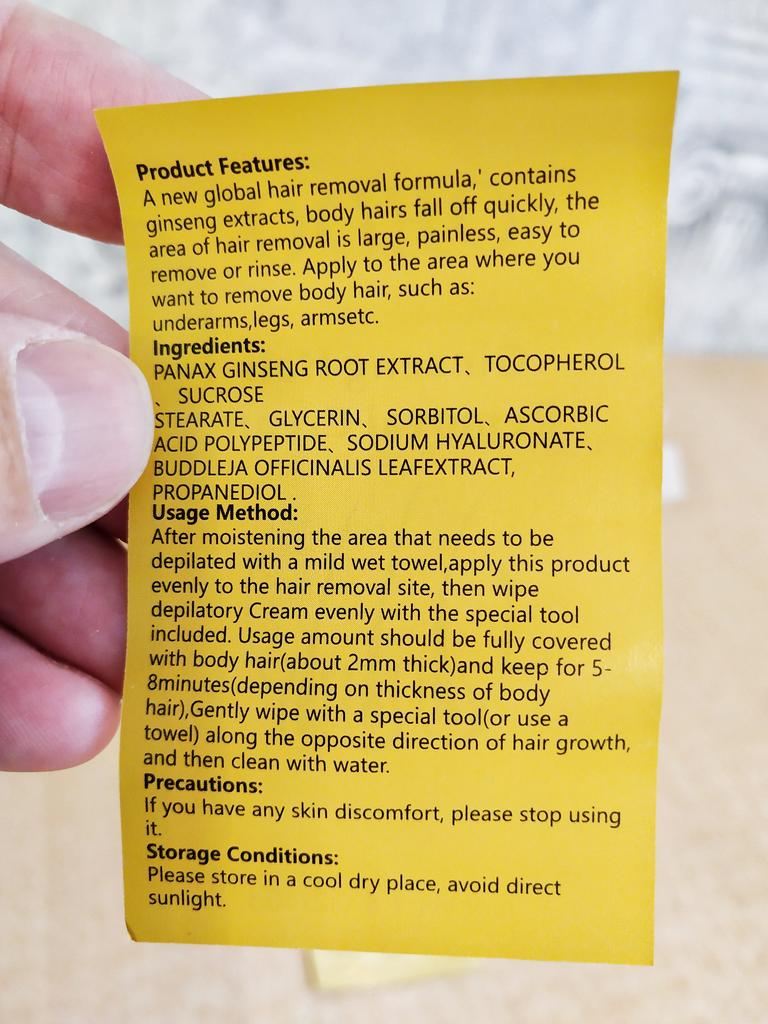 Product Features:
A new global hair removal formula,' contains
ginseng extracts, body hairs fall off quickly, the
area of hair removal is large, painless, easy to
remove or rinse. Apply to the area where you
want to remove body hair, such as:
underarms,legs, armsetc.
Ingredients:
PANAX GINSENG ROOT EXTRACT、TOCOPHEROL
、 SUCROSE
STEARATE、 GLYCERIN、 SORBITOL、ASCORBIC
ACID POLYPEPTIDE、SODIUM HYALURONATE、
BUDDLEJA OFFICINALIS LEAFEXTRACT,
PROPANEDIOL .
Usage Method:
After moistening the area that needs to be
depilated with a mild wet towel,apply this product
evenly to the hair removal site, then wipe
depilatory Cream evenly with the special tool
included. Usage amount should be fully covered
with body hair(about 2mm thick)and keep for 5-
8minutes(depending on thickness of body
hair),Gently wipe with a special tool(or use a
towel) along the opposite direction of hair growth,
and then clean with water.
Precautions:
If you have any skin discomfort, please stop using
it.
Storage Conditions:
Please store in a cool dry place, avoid direct
sunlight.